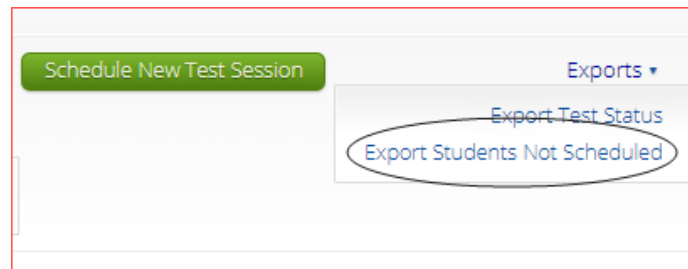 Schedule New Test Session
Exports ▾
Export Test Status
Export Students Not Scheduled